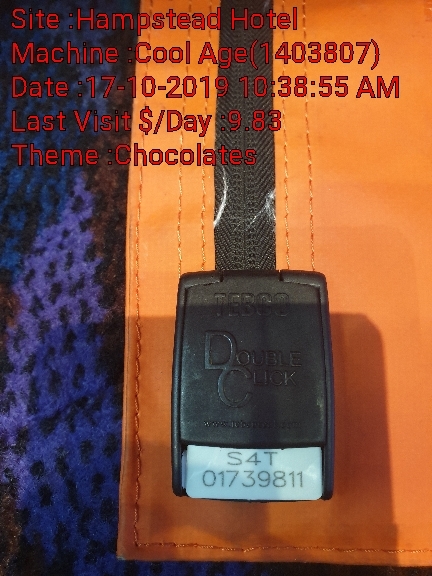 Site :Hampstead Hotel
Machine :Cool Age(1403807)
Date :17-10-2019 10:38:55 AM
Last Visit $/Day :9.83
Theme :Chocolates
DOUBLE
CLICK
S4T
01739811